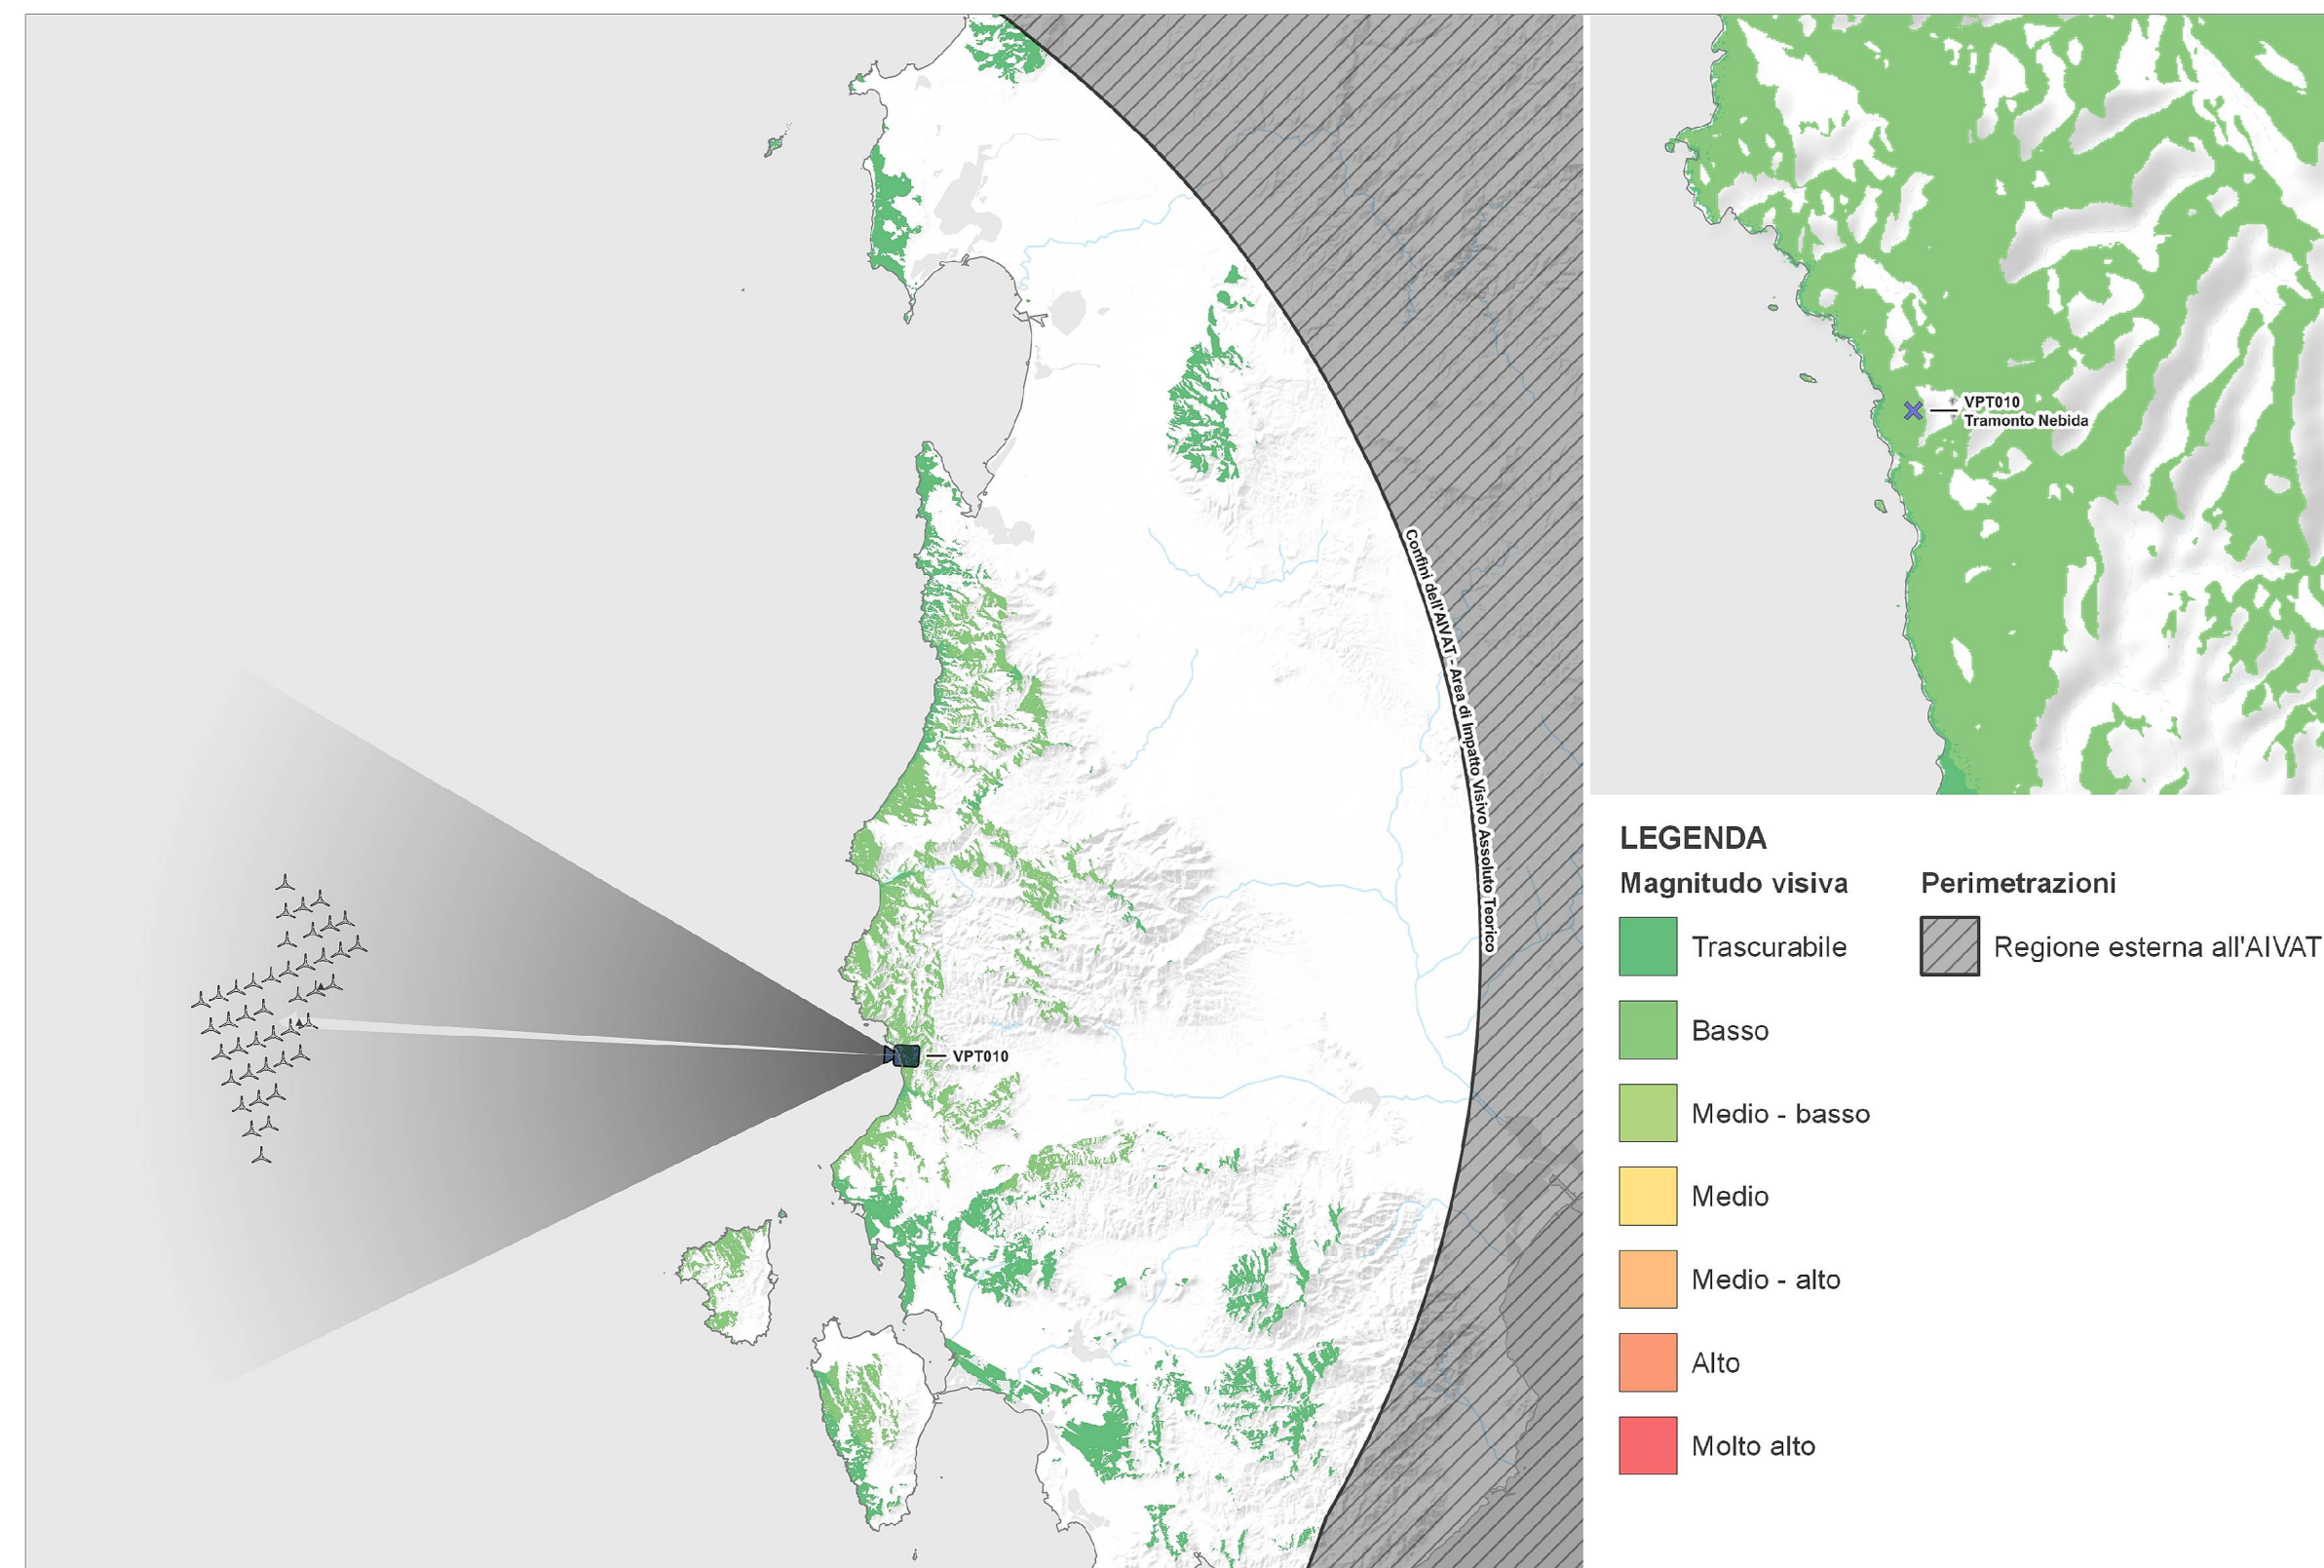 VPT010
Tramonto Nebida
Confini dell'AIVAT - Area di Impatto Visivo Assoluto Teorico
VPT010
LEGENDA
Magnitudo visiva
Trascurabile
Basso
Medio - basso
Medio
Medio - alto
Alto
Molto alto
Perimetrazioni
Regione esterna all'AIVAT